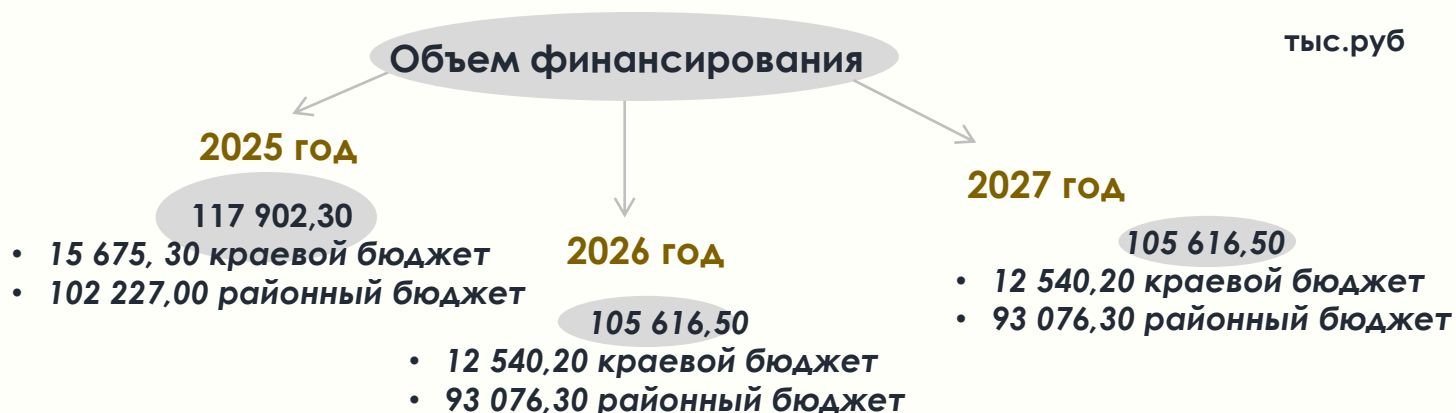 Объем финансирования
тыс.руб
2025 год
117 902,30
• 15 675, 30 краевой бюджет
• 102 227,00 районный бюджет
2026 год
105 616,50
• 12 540,20 краевой бюджет
• 93 076,30 районный бюджет
2027 год
105 616,50
• 12 540,20 краевой бюджет
• 93 076,30 районный бюджет